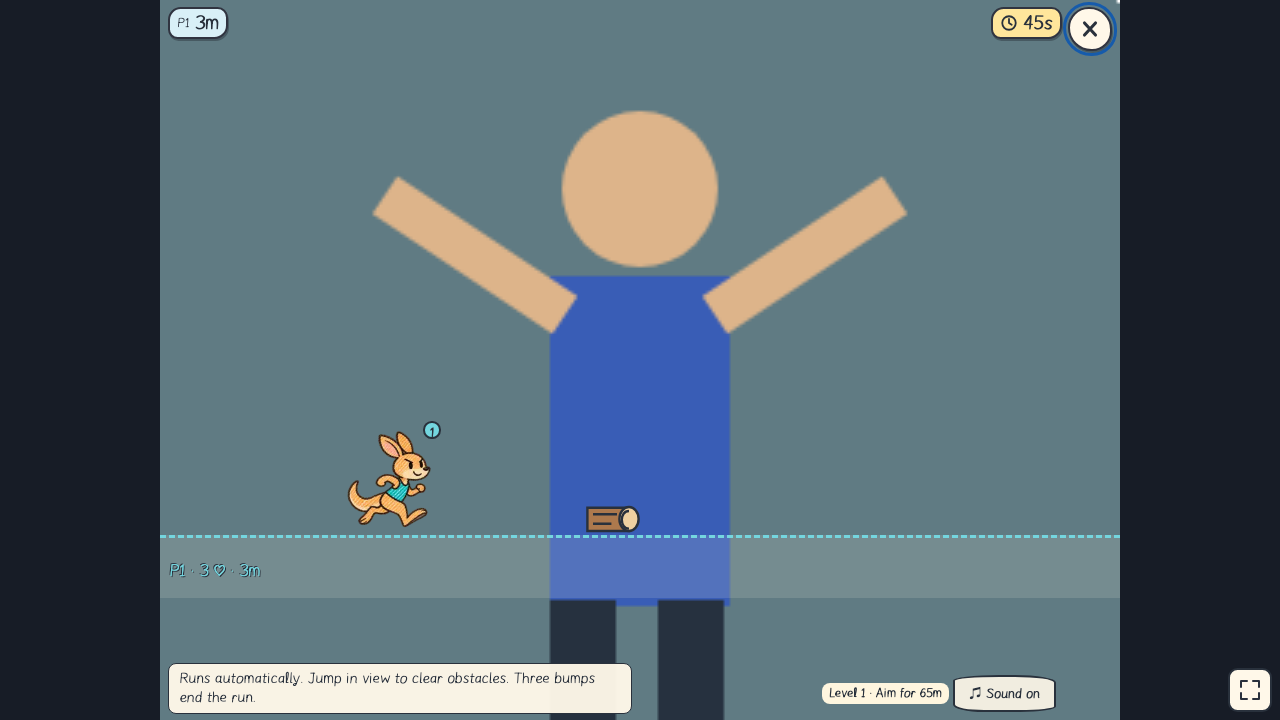 P1 3m
45s
1
P1 · 3 ♡ · 3m
Runs automatically. Jump in view to clear obstacles. Three bumps
end the run.
Level 1 · Aim for 65m
Sound on